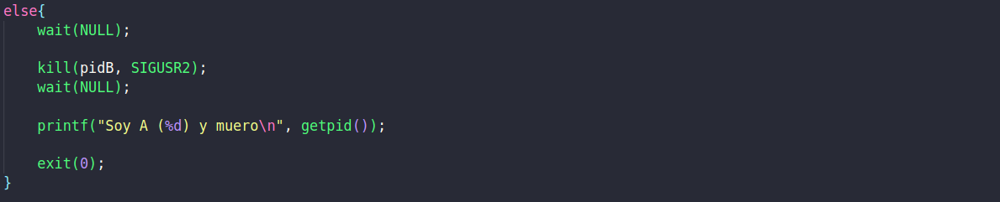 else{
wait(NULL);
kill(pidB, SIGUSR2);
wait(NULL);
printf("Soy A (%d) y muero\n", getpid());
exit(0);
}